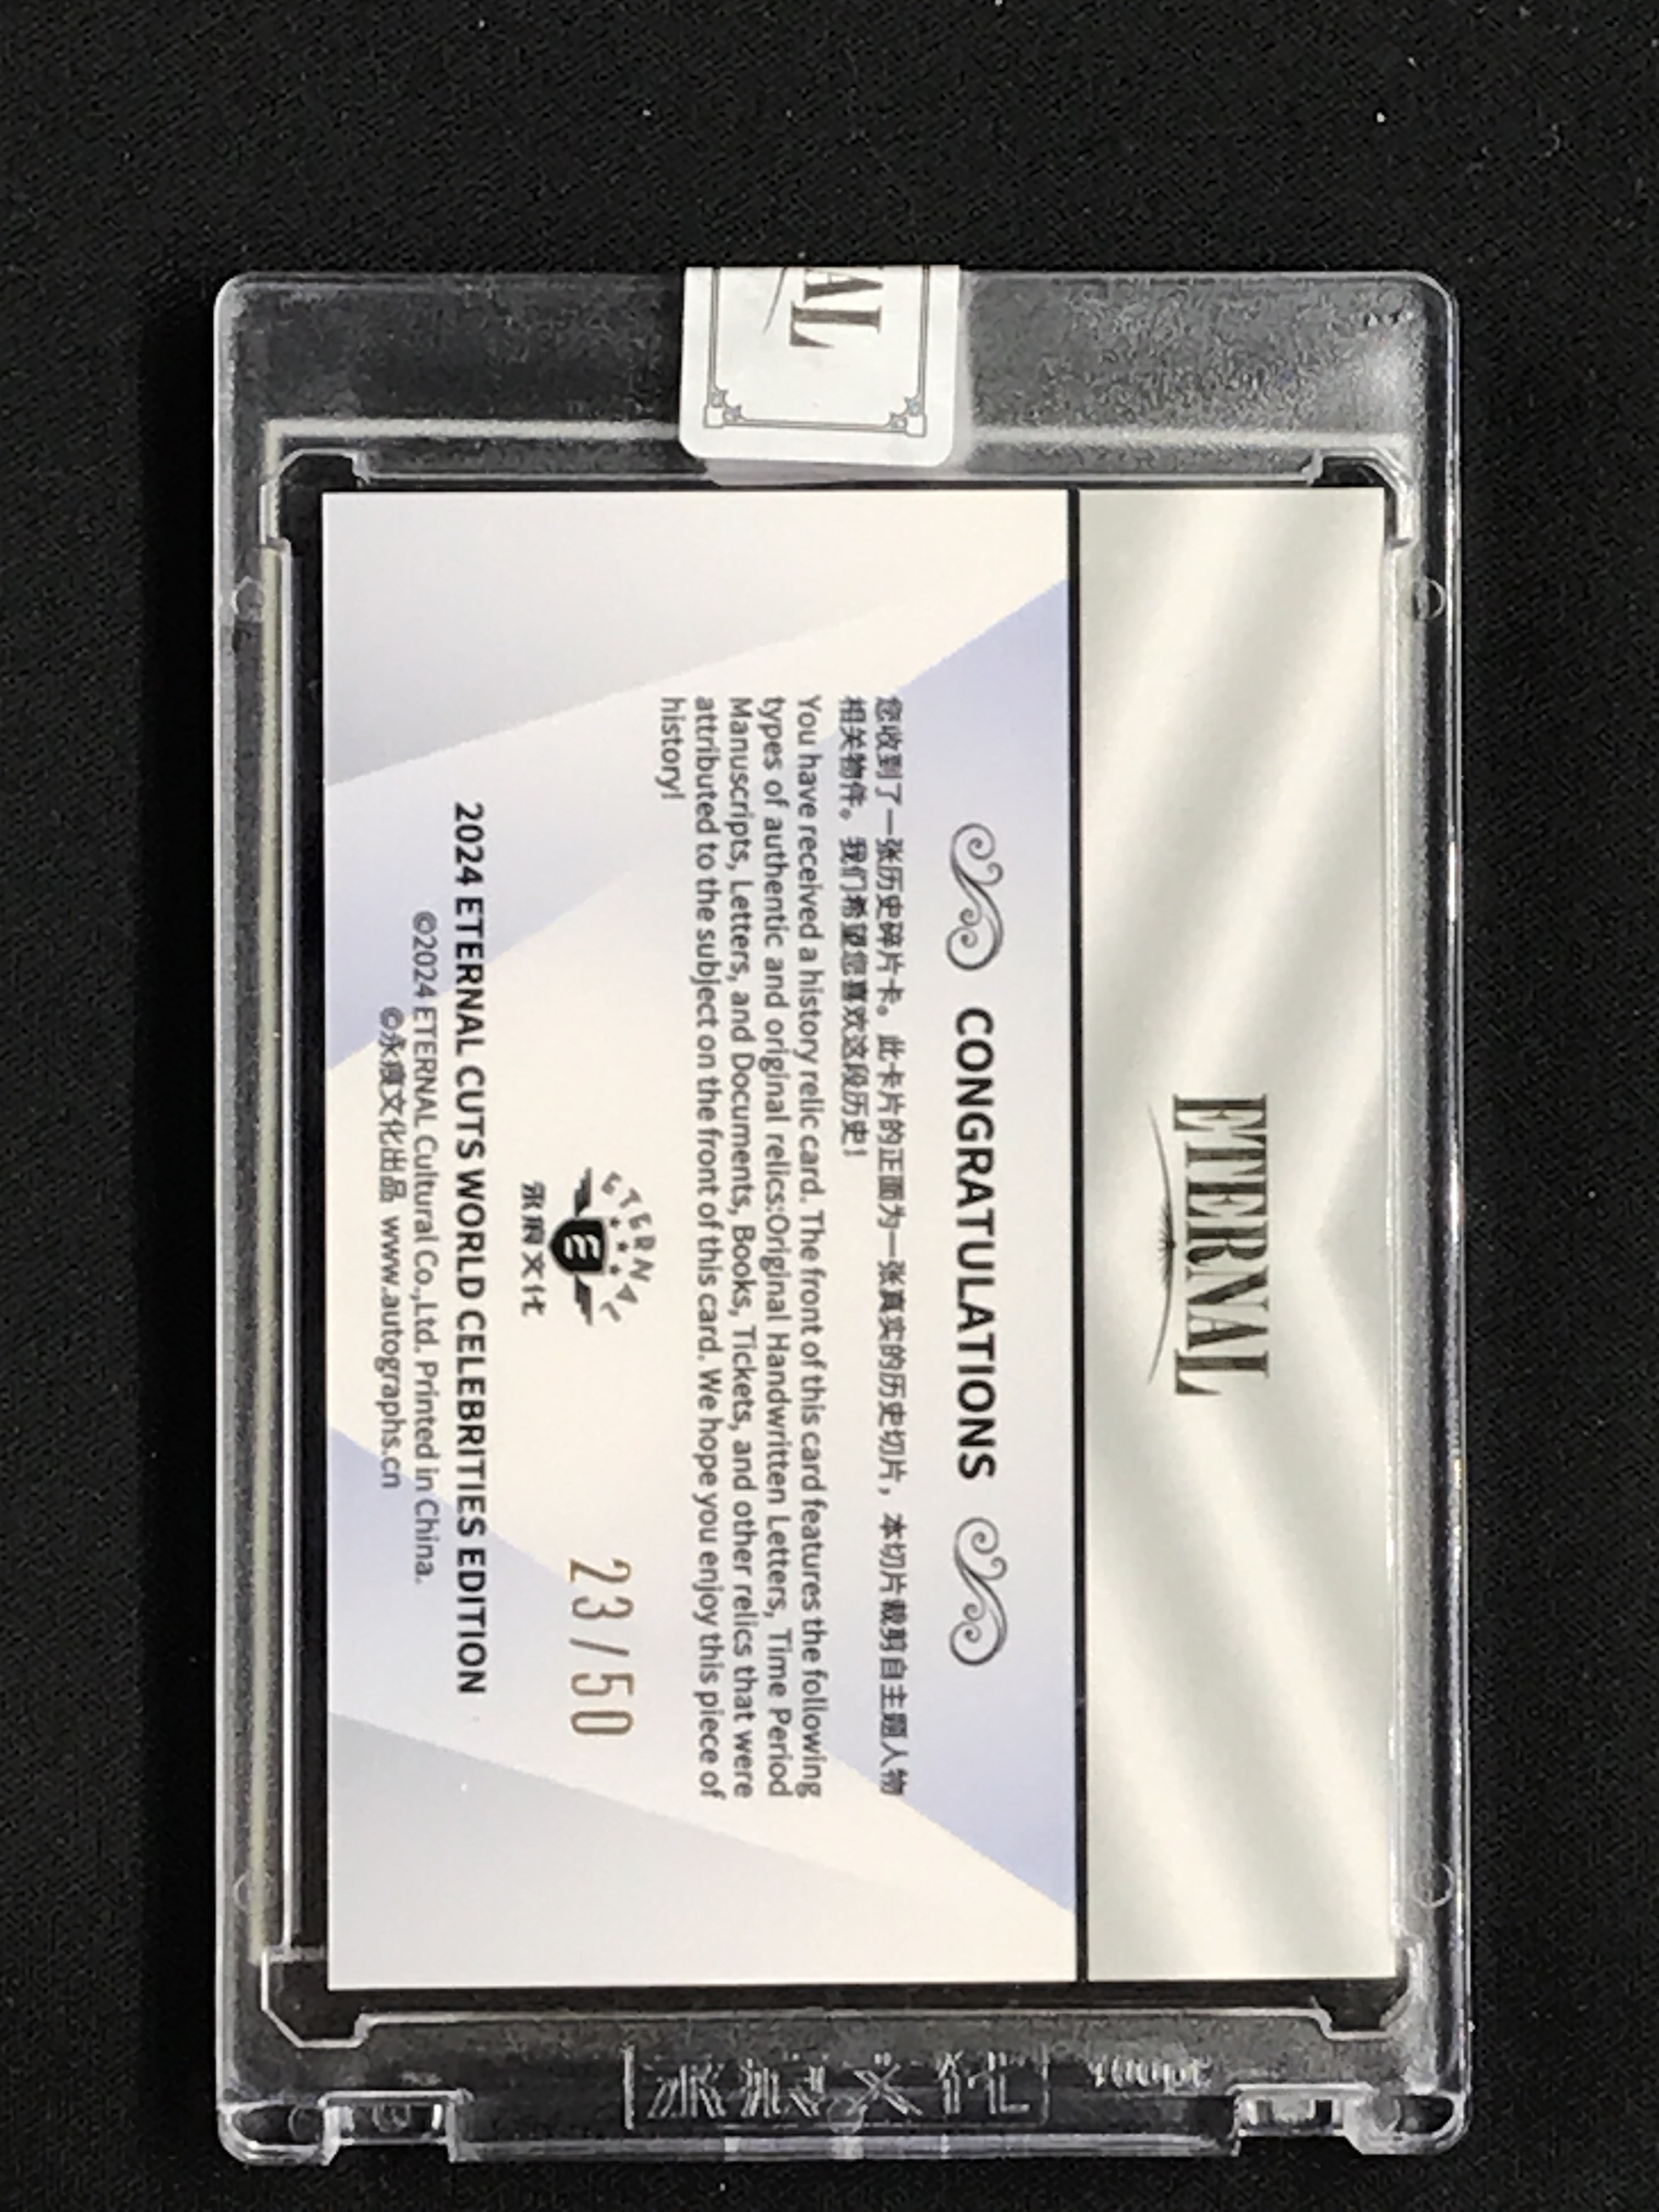 AL
ETERNAL
CONGRATULATIONS
您收到了一张历史碎片卡。此卡片的正面为一张真实的历史切片，本切片裁剪自主题人物
相关物件。我们希望您喜欢这段历史！
You have received a history relic card. The front of this card features the following
types of authentic and original relics:Original Handwritten Letters, Time Period
Manuscripts, Letters, and Documents, Books, Tickets, and other relics that were
attributed to the subject on the front of this card. We hope you enjoy this piece of
history!
ETERNAL
E
永痕文化
23/50
2024 ETERNAL CUTS WORLD CELEBRITIES EDITION
©2024 ETERNAL Cultural Co.,Ltd. Printed in China.
©永痕文化出品 www.autographs.cn
永痕文化